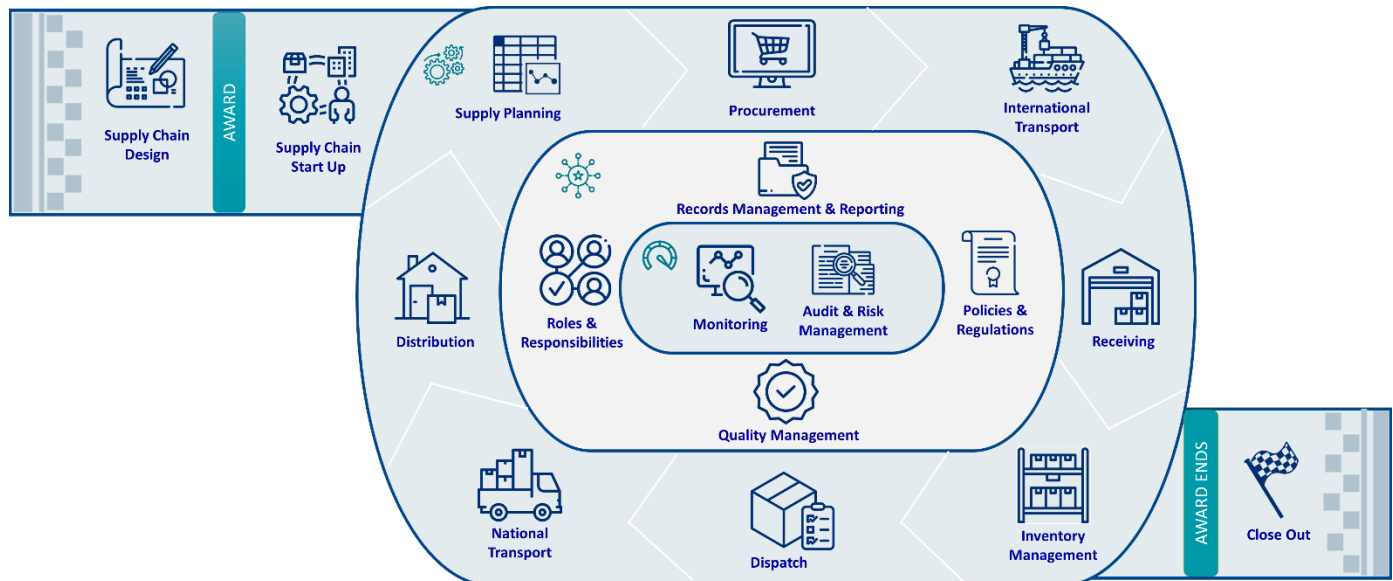 Supply Chain
Design
AWARD
Supply Chain
Start Up
Supply Planning
Procurement
International
Transport
Records Management & Reporting
Roles &
Responsibilities
Monitoring
Audit & Risk
Management
Policies &
Regulations
Quality Management
Distribution
Receiving
National
Transport
Dispatch
Inventory
Management
AWARD ENDS
Close Out